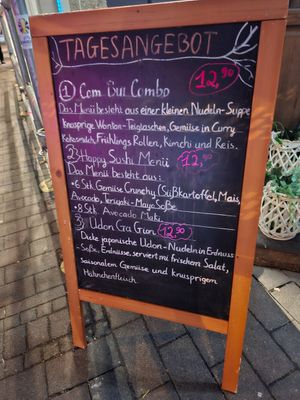 TAGESANGEBOT
1) Com Bui Combo 12,90
Das Menü besteht aus einer kleinen Nudeln-Suppe
Knusprige Wantan-Teigtaschen, Gemüse in Curry
Kokosmilch, Frühlings Rollen, Kimchi und Reis.
2) Happy Sushi Menü 12,90
Das Menü besteht aus:
6 Stk. Gemüse Crunchy (Süßkartoffel, Mais,
Avocado, Teriyaki-Mayo Soße
+ 8 Stk. Avocado Maki
3) Udon Ga Gion 12,90
Dicke japanische Udon-Nudeln in Erdnuss
-Soße, Erdnüsse, serviert mit frischem Salat,
Saisonalem Gemüse und knusprigem
Hähnchenfleisch.